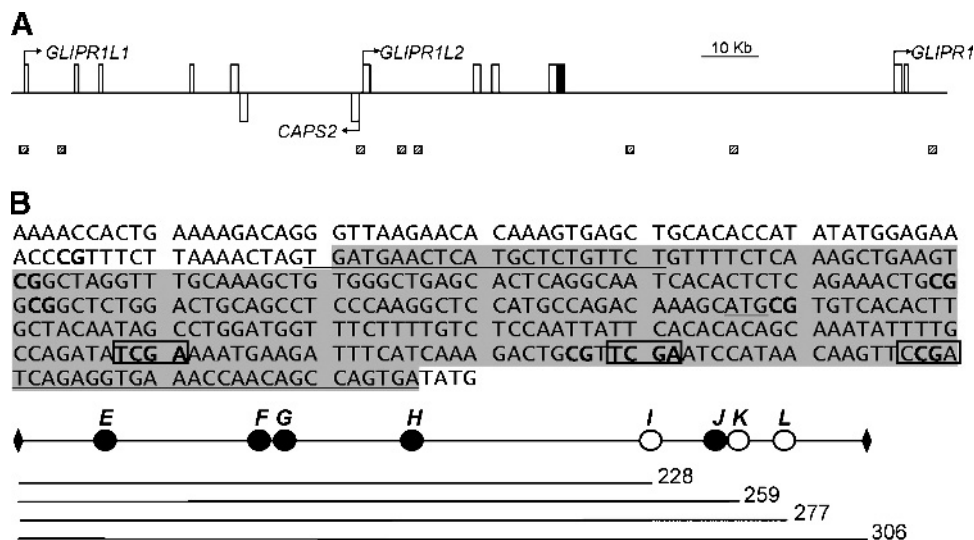 A
GLIPR1L1
GLIPR1L2
10 Kb
GLIPR1
CAPS2
B
AAAACCACTG AAAAGACAGG GTTAAGAACA CAAAGTGAGC TGCACACCAT ATATGGAGAA
ACCCGTTTCT TAAAACTAGT GATGAACTCA TGCTCTGTTC TGTTTTCTCA AAGCTGAAGT
CGGCTAGGTT TGCAAAGCTG TGGGCTGAGC ACTCAGGCAA TCACACTCTC AGAAACTGCG
GCGGCTCTGG ACTGCAGCCT CCCAAGGCTC CATGCCAGAC AAAGCATGCG TGTCACACTT
GCTACAATAG CCTGGATGGT TTCTTTTGTC TCCAATTATT CACACACAGC AAATATTTTG
CCAGATATCG AAAATGAAGA TTTCATCAAA GACTGCGTTC GAATCCATAA CAAGTTCCGA
TCAGAGGTGA AACCAACAGC CAGTGATATG
E F G H I J K L
228
259
277
306